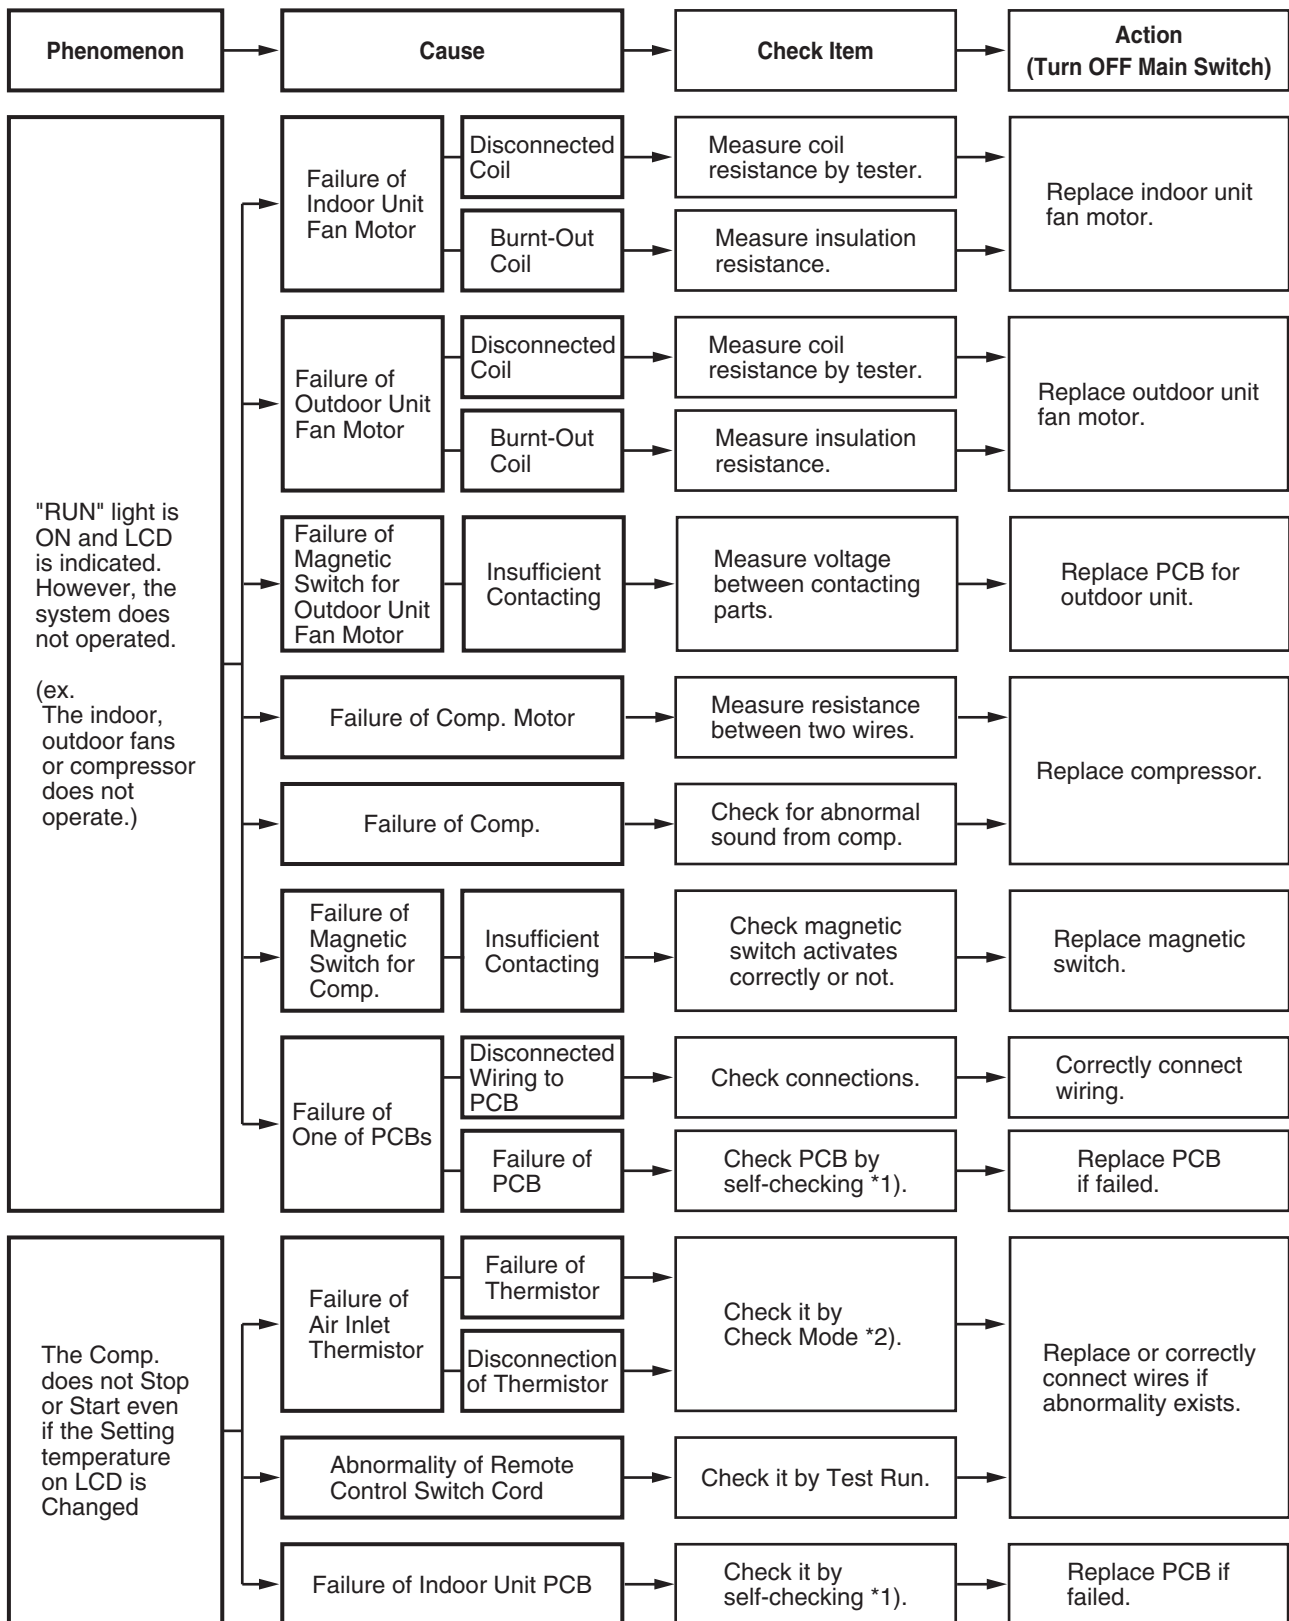 Phenomenon
Cause
Check Item
Action
(Turn OFF Main Switch)
"RUN" light is
ON and LCD
is indicated.
However, the
system does
not operated.
(ex.
The indoor,
outdoor fans
or compressor
does not
operate.)
Failure of
Indoor Unit
Fan Motor
Disconnected
Coil
Measure coil
resistance by tester.
Burnt-Out
Coil
Measure insulation
resistance.
Replace indoor unit
fan motor.
Failure of
Outdoor Unit
Fan Motor
Disconnected
Coil
Measure coil
resistance by tester.
Burnt-Out
Coil
Measure insulation
resistance.
Replace outdoor unit
fan motor.
Failure of
Magnetic
Switch for
Outdoor Unit
Fan Motor
Insufficient
Contacting
Measure voltage
between contacting
parts.
Replace PCB for
outdoor unit.
Failure of Comp. Motor
Measure resistance
between two wires.
Failure of Comp.
Check for abnormal
sound from comp.
Replace compressor.
Failure of
Magnetic
Switch for
Comp.
Insufficient
Contacting
Check magnetic
switch activates
correctly or not.
Replace magnetic
switch.
Failure of
One of PCBs
Disconnected
Wiring to
PCB
Check connections.
Correctly connect
wiring.
Failure of
PCB
Check PCB by
self-checking *1).
Replace PCB
if failed.
The Comp.
does not Stop
or Start even
if the Setting
temperature
on LCD is
Changed
Failure of
Air Inlet
Thermistor
Failure of
Thermistor
Disconnection
of Thermistor
Check it by
Check Mode *2).
Abnormality of Remote
Control Switch Cord
Check it by Test Run.
Replace or correctly
connect wires if
abnormality exists.
Failure of Indoor Unit PCB
Check it by
self-checking *1).
Replace PCB if
failed.